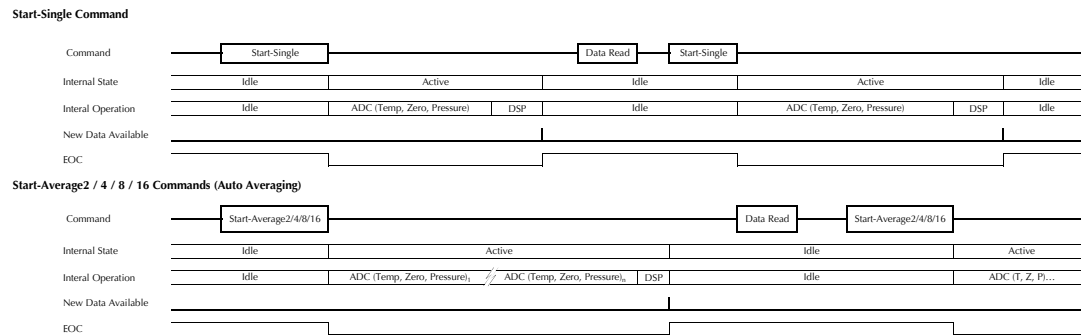 Start-Single Command
Command Start-Single Data Read Start-Single
Internal State Idle Active Idle Active Idle
Interal Operation Idle ADC (Temp, Zero, Pressure) DSP Idle ADC (Temp, Zero, Pressure) DSP Idle
New Data Available
EOC
Start-Average2 / 4 / 8 / 16 Commands (Auto Averaging)
Command Start-Average2/4/8/16 Data Read Start-Average2/4/8/16
Internal State Idle Active Idle Active
Interal Operation Idle ADC (Temp, Zero, Pressure)₁ ADC (Temp, Zero, Pressure)ₙ DSP Idle ADC (T, Z, P)...
New Data Available
EOC